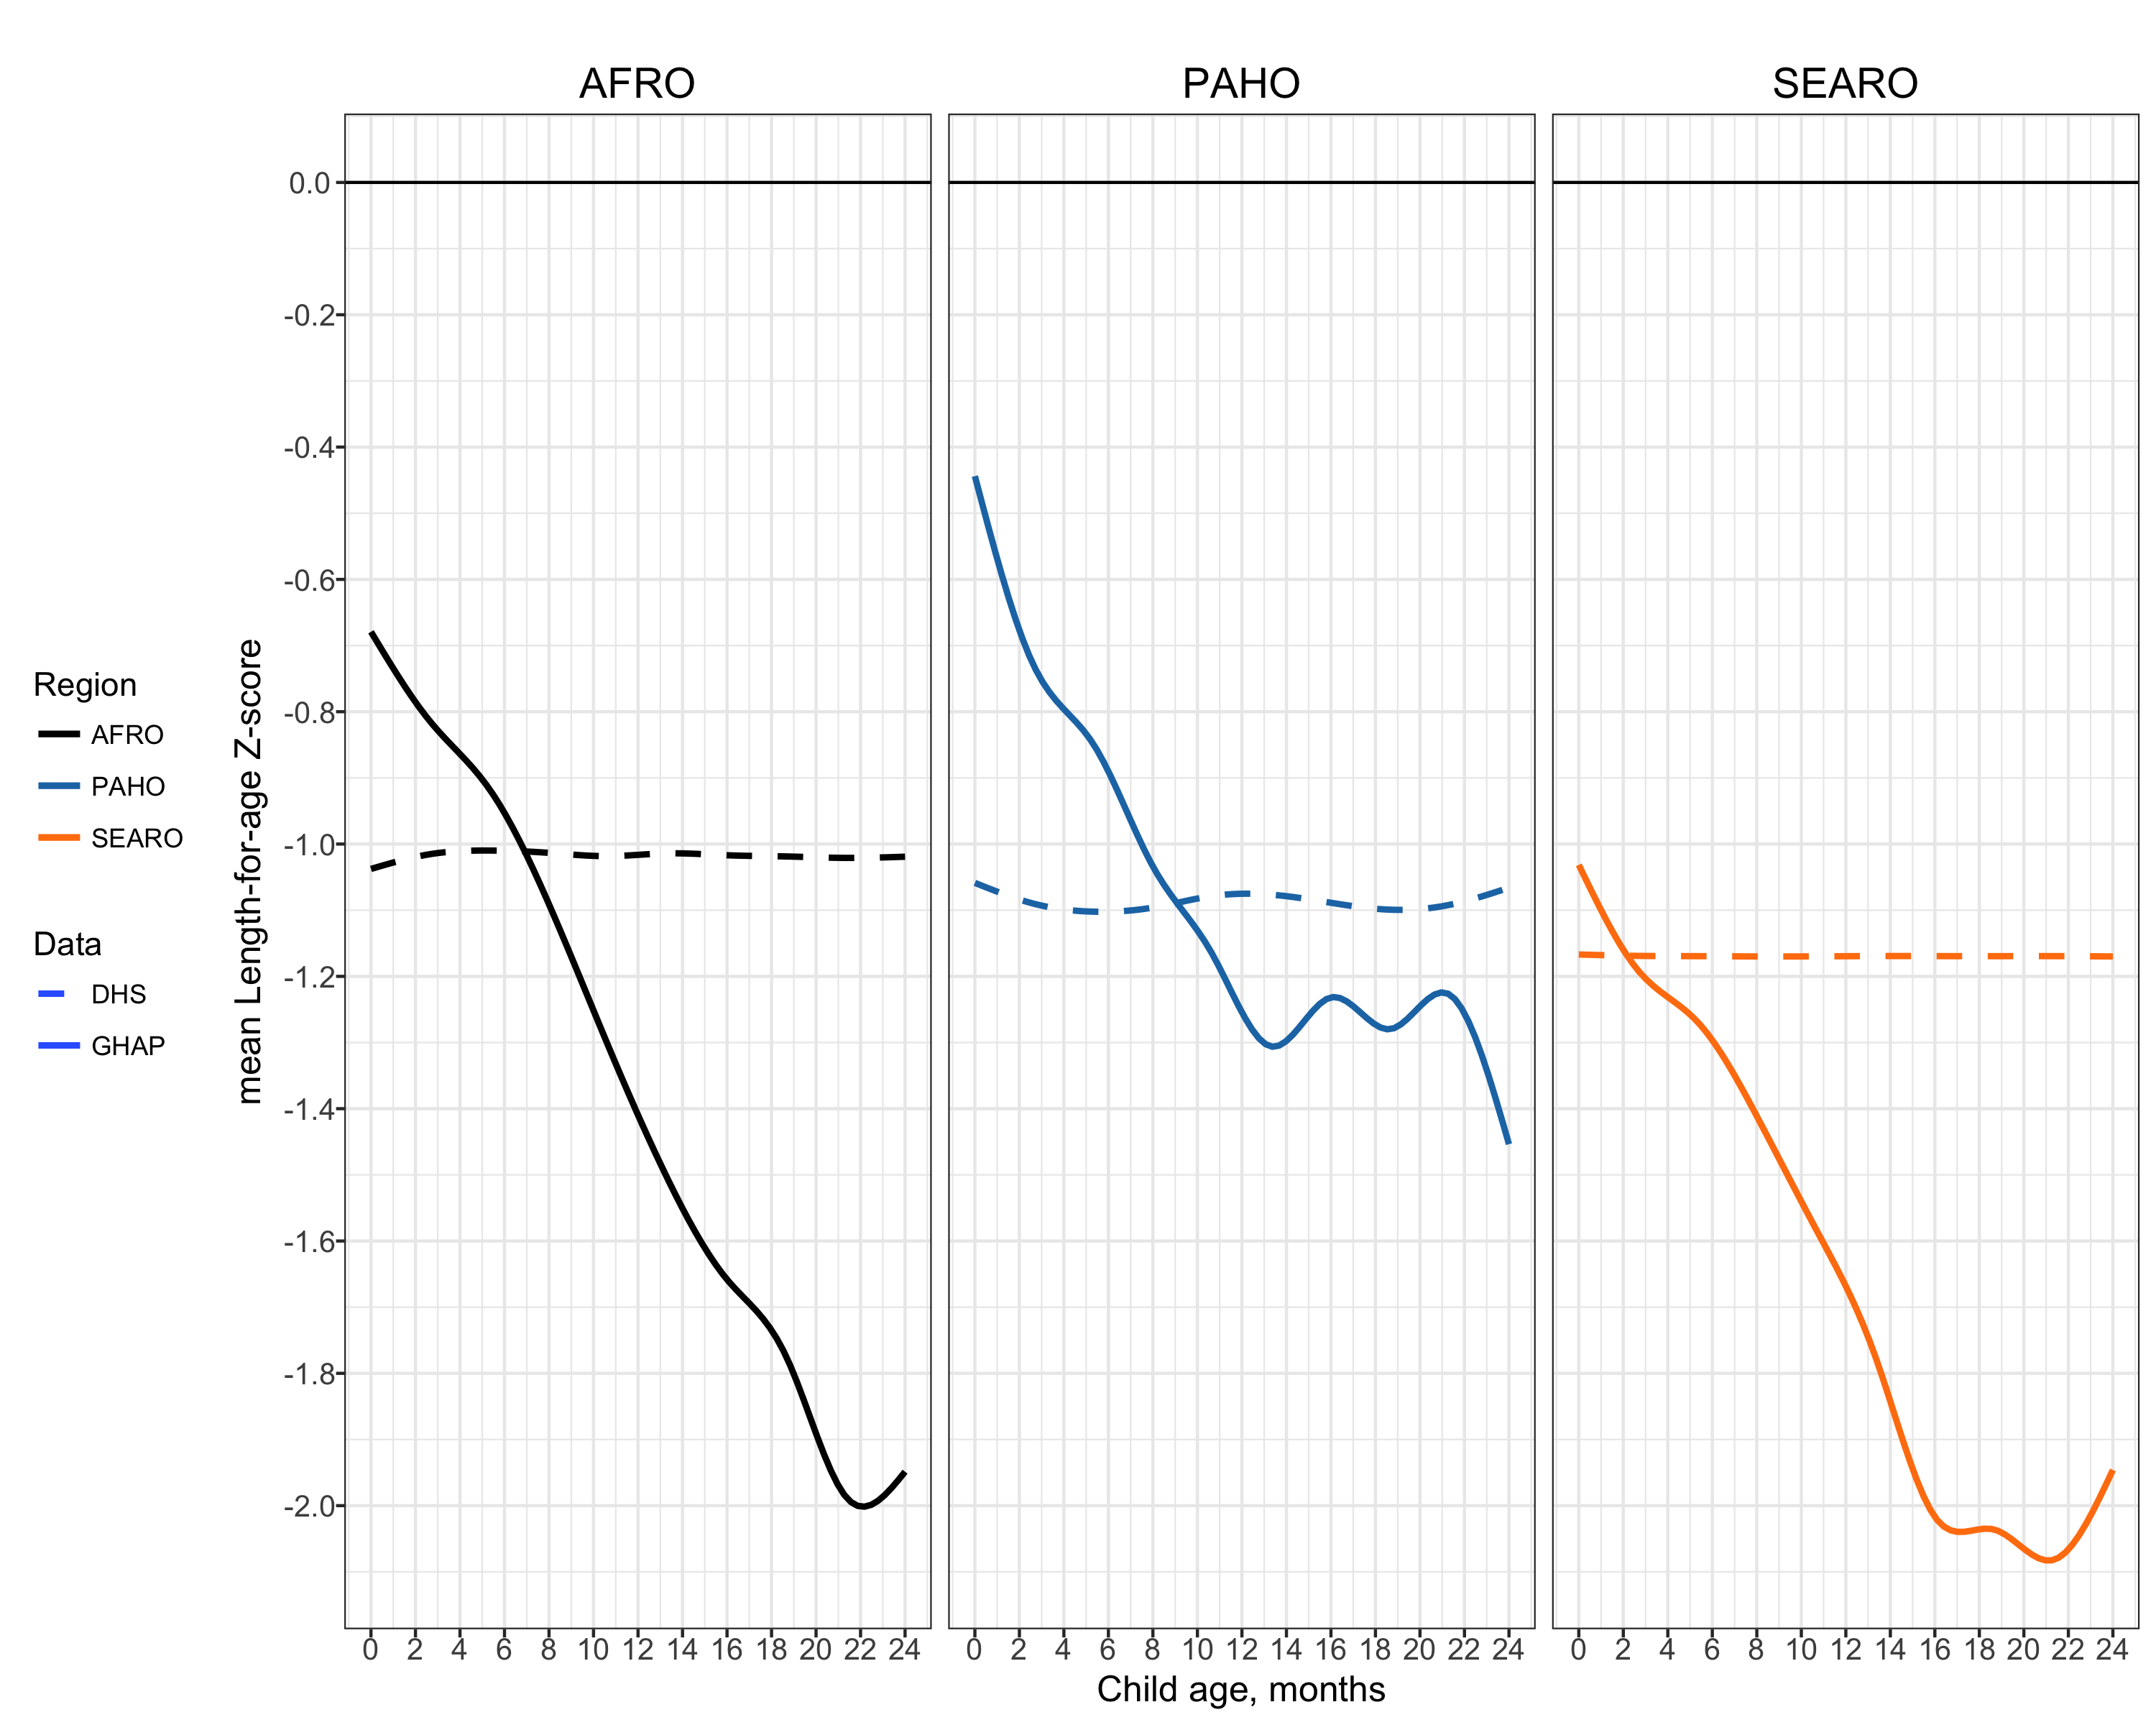 AFRO PAHO SEARO
0.0
-0.2
-0.4
-0.6
-0.8
-1.0
-1.2
-1.4
-1.6
-1.8
-2.0
mean Length-for-age Z-score
Region
AFRO
PAHO
SEARO
Data
DHS
GHAP
0 2 4 6 8 10 12 14 16 18 20 22 24 0 2 4 6 8 10 12 14 16 18 20 22 24 0 2 4 6 8 10 12 14 16 18 20 22 24
Child age, months